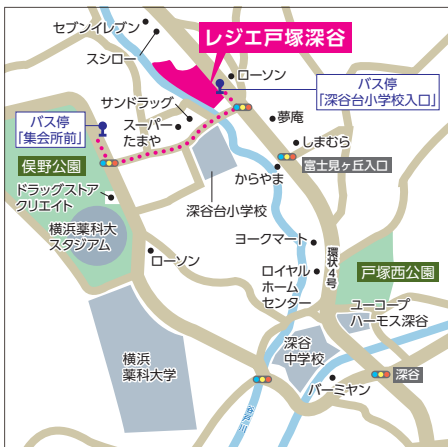 セブンイレブン
スシロー
レジエ戸塚深谷
ローソン
バス停
「深谷台小学校入口」
サンドラッグ
バス停
「集会所前」
スーパー
たまや
夢庵
しまむら
富士見ヶ丘入口
俣野公園
からやま
ドラッグストア
クリエイト
深谷台小学校
横浜薬科大
スタジアム
ヨークマート
環状4号
ローソン
ロイヤル
ホーム
センター
戸塚西公園
ユーコープ
ハーモス深谷
横浜
薬科大学
深谷
中学校
深谷
バーミヤン